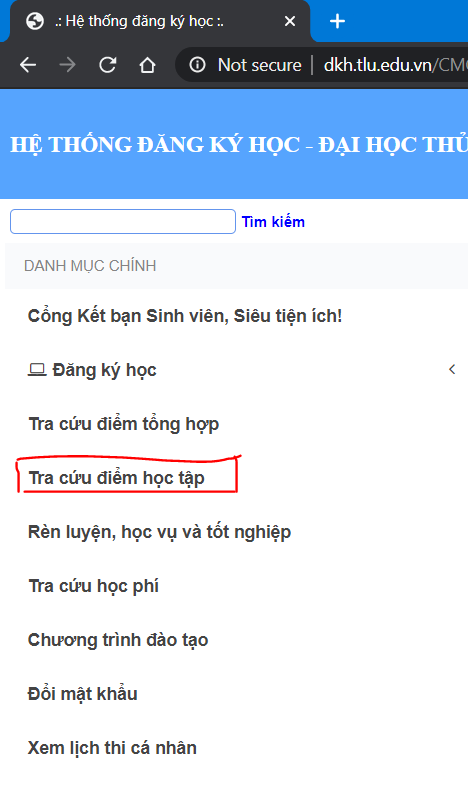 .: Hệ thống đăng ký học :.
Not secure | dkh.tlu.edu.vn/CMC
HỆ THỐNG ĐĂNG KÝ HỌC - ĐẠI HỌC THỦ
Tìm kiếm
DANH MỤC CHÍNH
Cổng Kết bạn Sinh viên, Siêu tiện ích!
Đăng ký học
Tra cứu điểm tổng hợp
Tra cứu điểm học tập
Rèn luyện, học vụ và tốt nghiệp
Tra cứu học phí
Chương trình đào tạo
Đổi mật khẩu
Xem lịch thi cá nhân